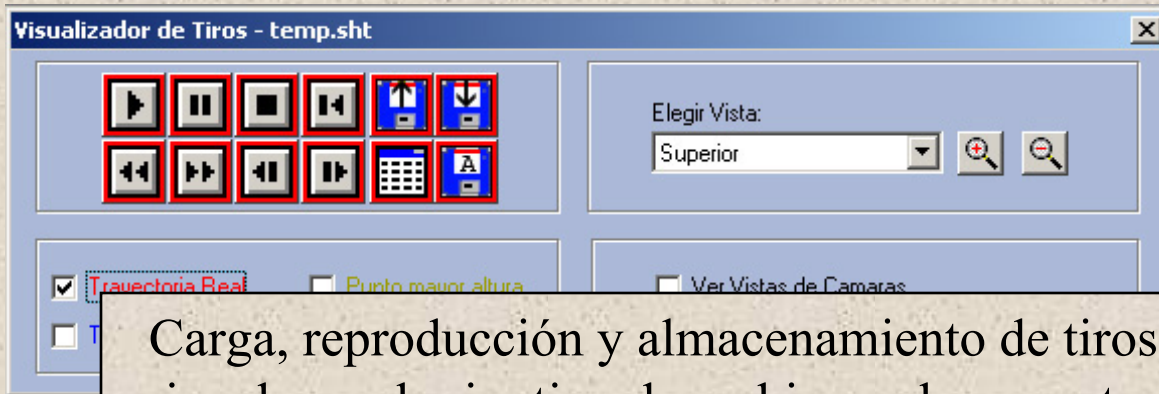 Visualizador de Tiros - temp.sht
A
Elegir Vista:
Superior
Trayectoria Real
Punto mayor altura
Ver Vistas de Camaras
T
Carga, reproducción y almacenamiento de tiros